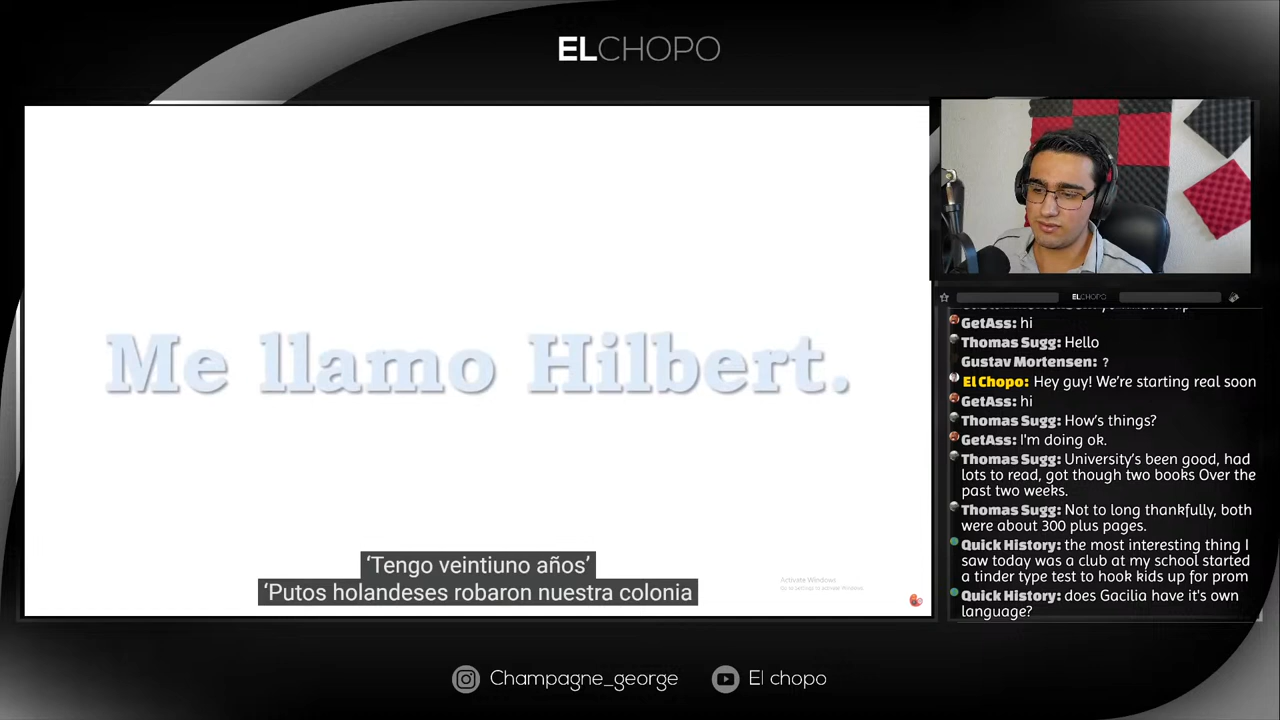 ELCHOPO
Me llamo Hilbert.
'Tengo veintiuno años'
'Putos holandeses robaron nuestra colonia
Activate Windows
ELCHOPO
GetAss: hi
Thomas Sugg: Hello
Gustav Mortensen: ?
El Chopo: Hey guy! We're starting real soon
GetAss: hi
Thomas Sugg: How's things?
GetAss: I'm doing ok.
Thomas Sugg: University's been good, had
lots to read, got though two books Over the
past two weeks.
Thomas Sugg: Not to long thankfully, both
were about 300 plus pages.
Quick History: the most interesting thing I
saw today was a club at my school started
a tinder type test to hook kids up for prom
Quick History: does Gacilia have it's own
language?
Champagne_george
El chopo